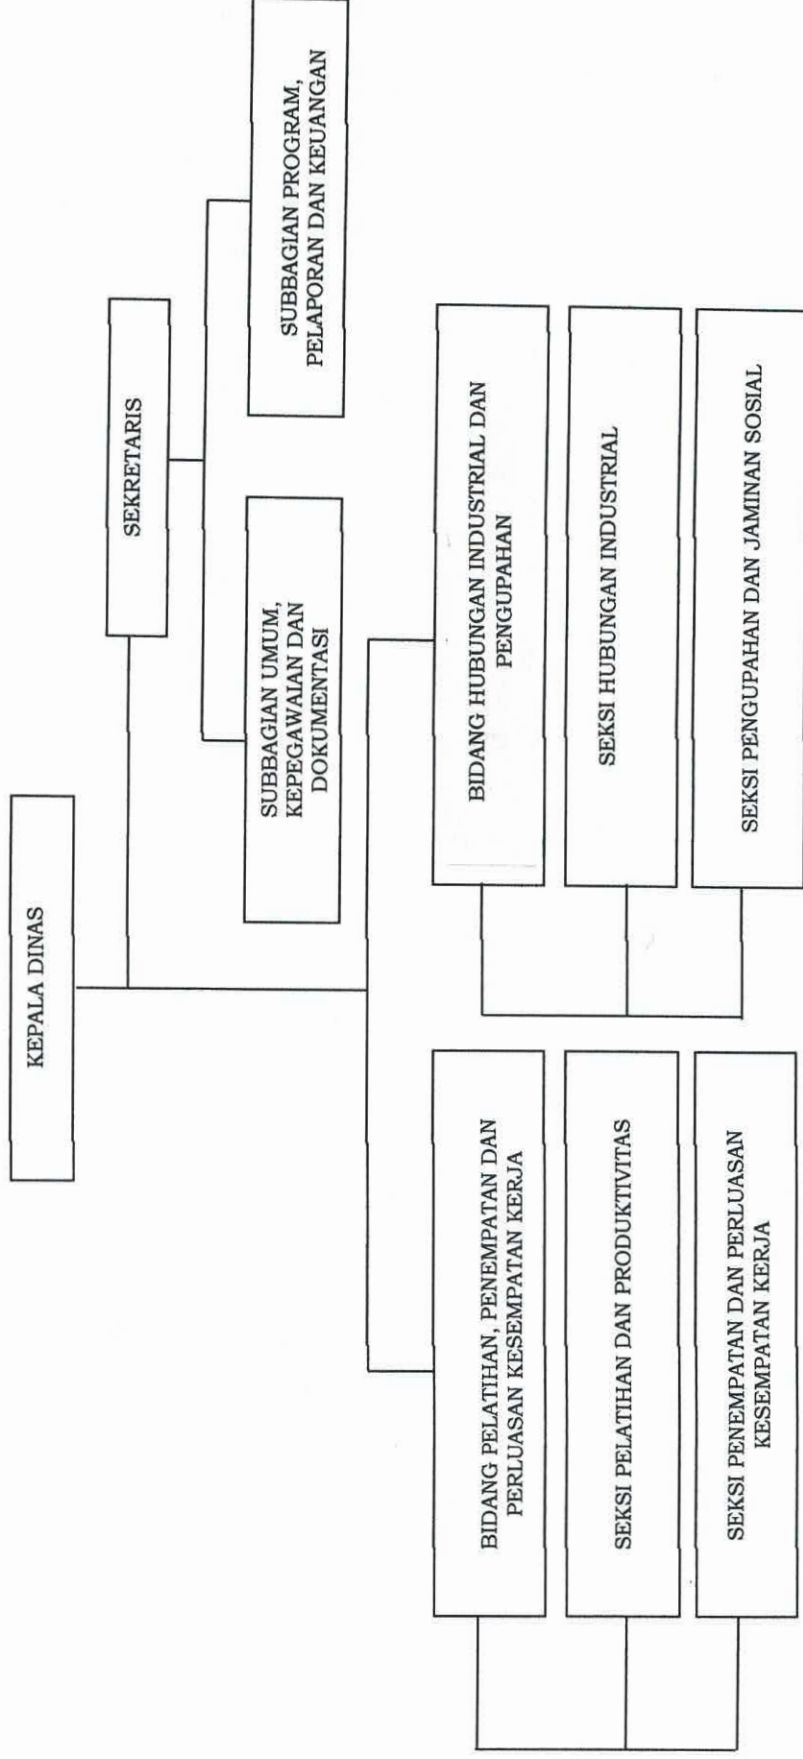 KEPALA DINAS
SEKRETARIS
SUBBAGIAN UMUM,
KEPEGAWAIAN DAN
DOKUMENTASI
SUBBAGIAN PROGRAM,
PELAPORAN DAN KEUANGAN
BIDANG PELATIHAN, PENEMPATAN DAN
PERLUASAN KESEMPATAN KERJA
SEKSI PELATIHAN DAN PRODUKTIVITAS
SEKSI PENEMPATAN DAN PERLUASAN
KESEMPATAN KERJA
BIDANG HUBUNGAN INDUSTRIAL DAN
PENGUPAHAN
SEKSI HUBUNGAN INDUSTRIAL
SEKSI PENGUPAHAN DAN JAMINAN SOSIAL